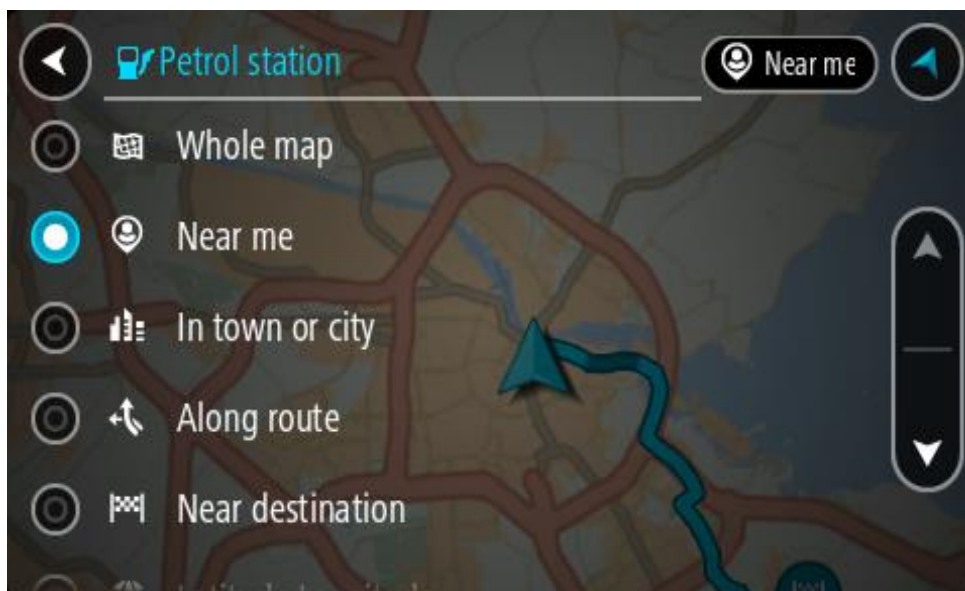 Petrol station
Near me
Whole map
Near me
In town or city
Along route
Near destination